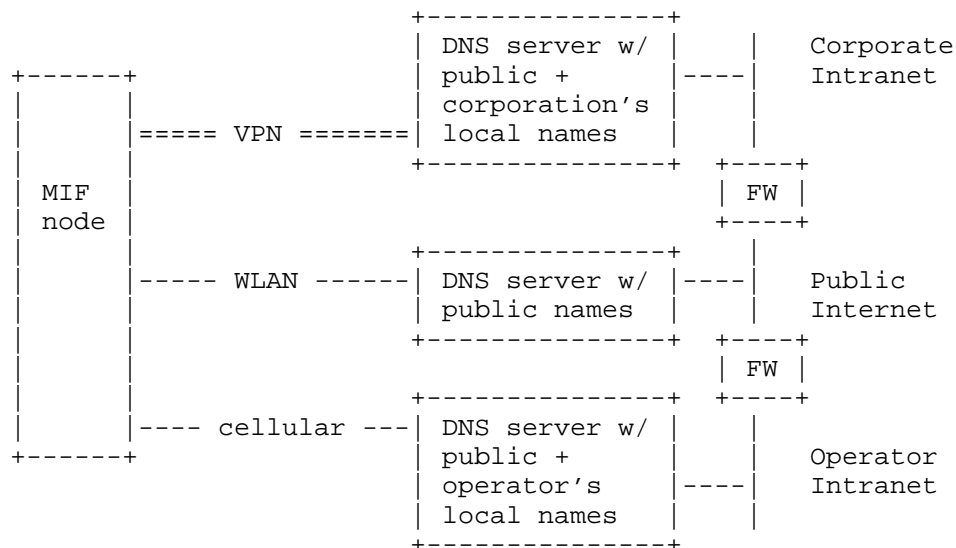 DNS server w/ Corporate
public + Intranet
corporation's
===== VPN =======
local names
MIF FW
node
----- WLAN ------ DNS server w/ ---- Public
public names Internet
FW
---- cellular --- DNS server w/
public + Operator
operator's ---- Intranet
local names